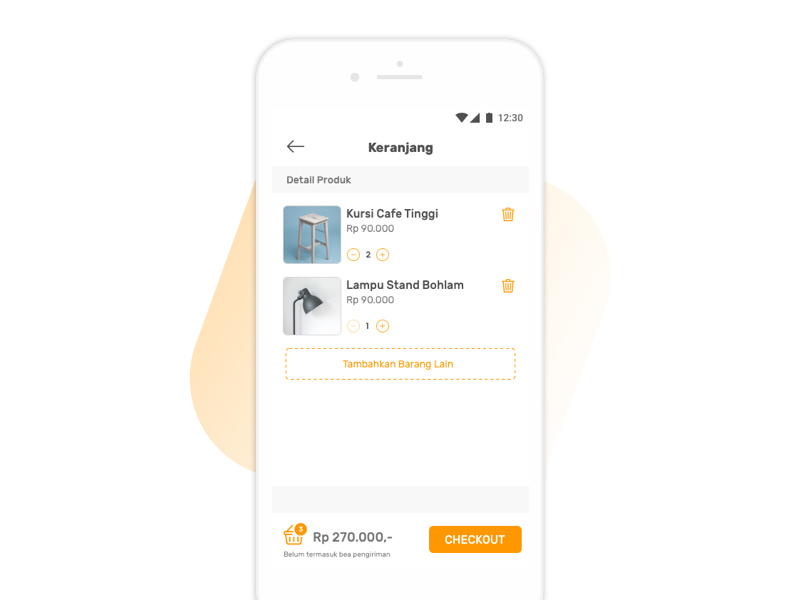 12:30
Keranjang
Detail Produk
Kursi Cafe Tinggi
Rp 90.000
2
Lampu Stand Bohlam
Rp 90.000
1
Tambahkan Barang Lain
3
Rp 270.000,-
CHECKOUT
Belum termasuk bea pengiriman